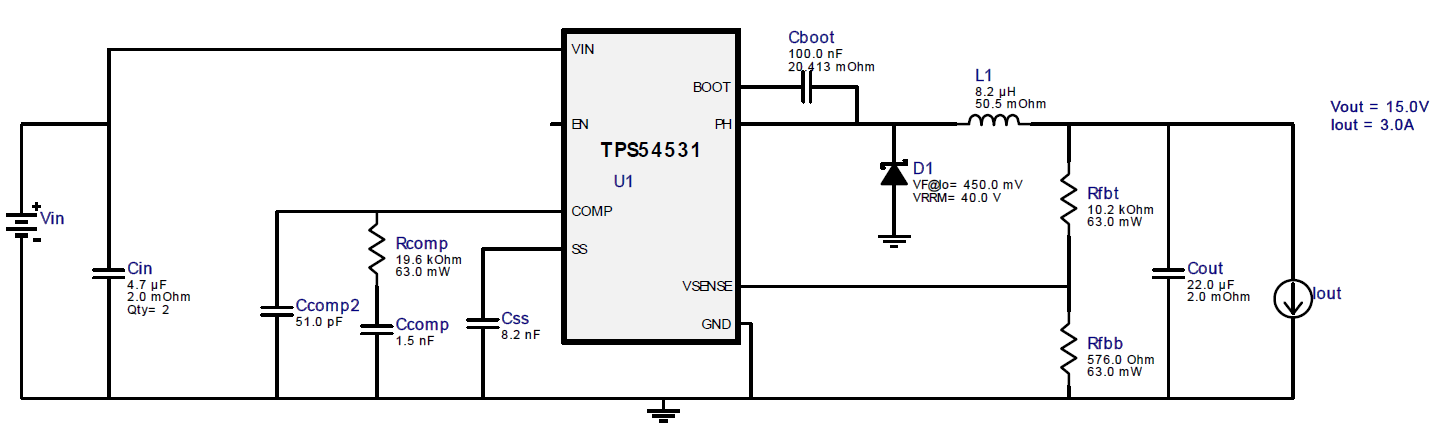 Cboot
100.0 nF
20.413 mOhm
VIN
BOOT
L1
8.2 µH
50.5 mOhm
Vout = 15.0V
Iout = 3.0A
EN
PH
TPS54531
U1
D1
VF@Io= 450.0 mV
VRRM= 40.0 V
Rfbt
10.2 kOhm
63.0 mW
+
Vin
-
COMP
Rcomp
19.6 kOhm
63.0 mW
SS
Cin
4.7 µF
2.0 mOhm
Qty= 2
VSENSE
Cout
22.0 µF
2.0 mOhm
Iout
Ccomp2
51.0 pF
Ccomp
1.5 nF
Css
8.2 nF
GND
Rfbb
576.0 Ohm
63.0 mW